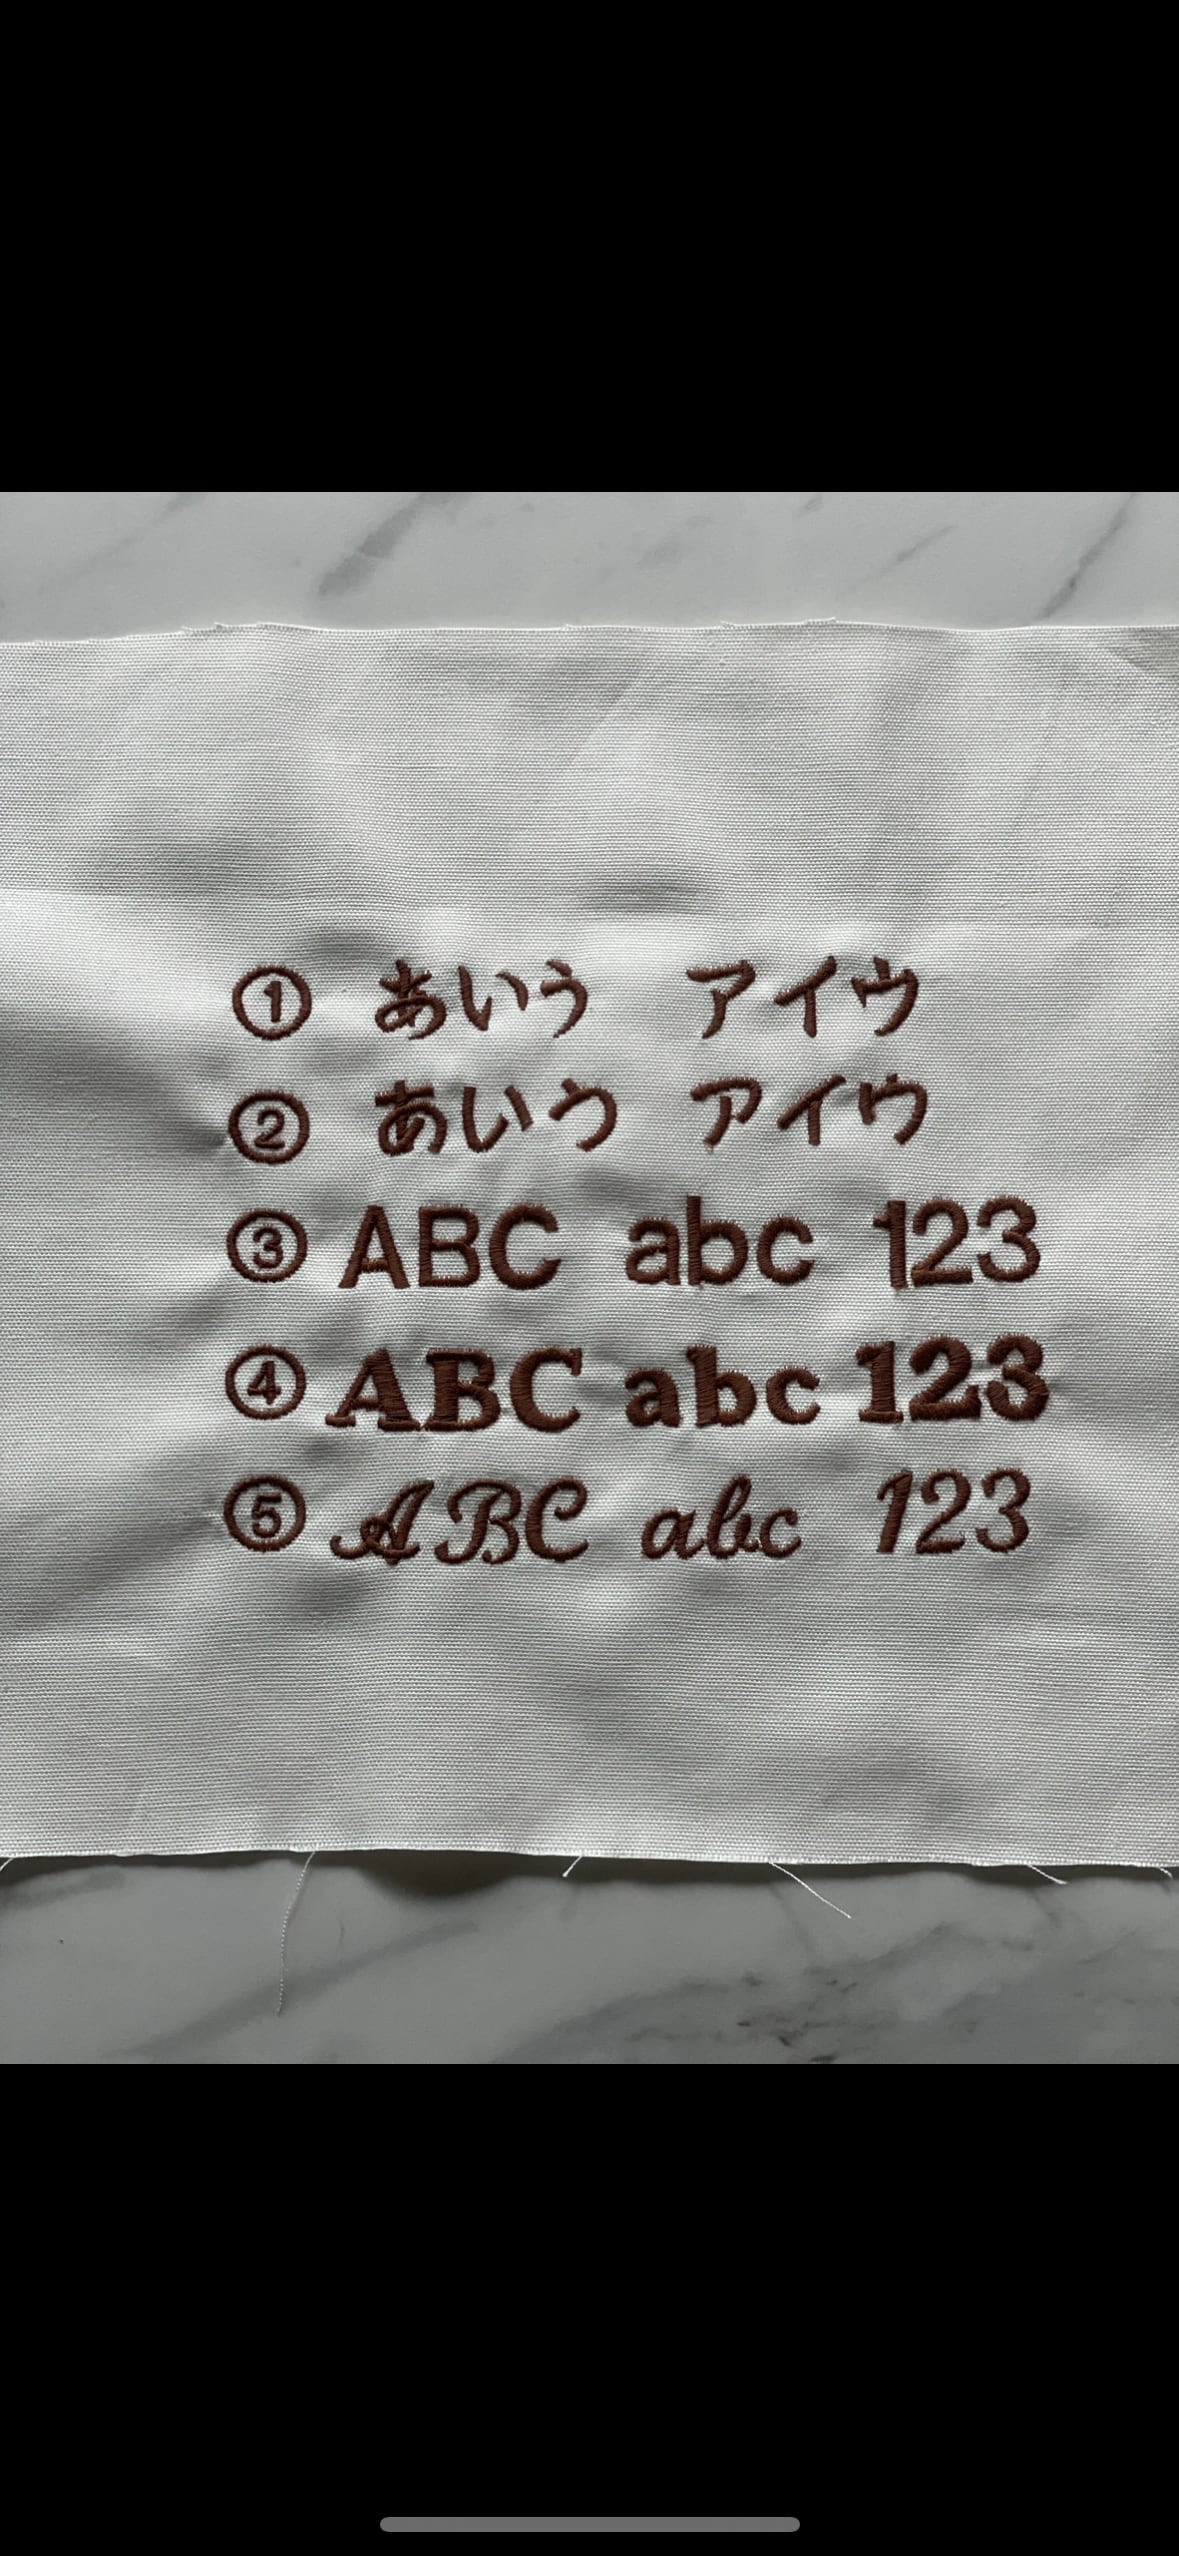 ① あいう アイウ
② あいう アイウ
③ ABC abc 123
④ ABC abc 123
⑤ ABC abc 123